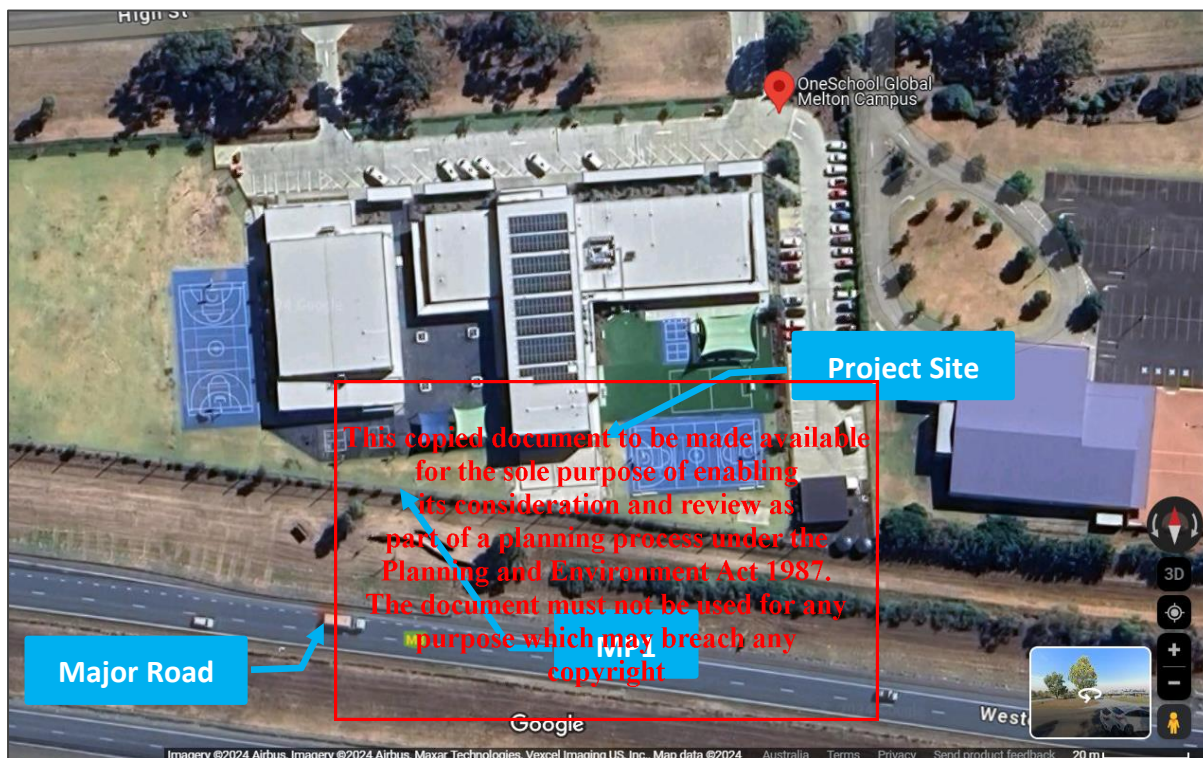 High St
OneSchool Global
Melton Campus
Project Site
This copied document to be made available
for the sole purpose of enabling
its consideration and review as
part of a planning process under the
Planning and Environment Act 1987.
The document must not be used for any
purpose which may breach any
copyright
MP1
Major Road
3D
Google
Imagery ©2024 Airbus, Imagery ©2024 Airbus, Maxar Technologies, Vexcel Imaging US, Inc., Map data ©2024 Australia Terms Privacy Send product feedback 20 m